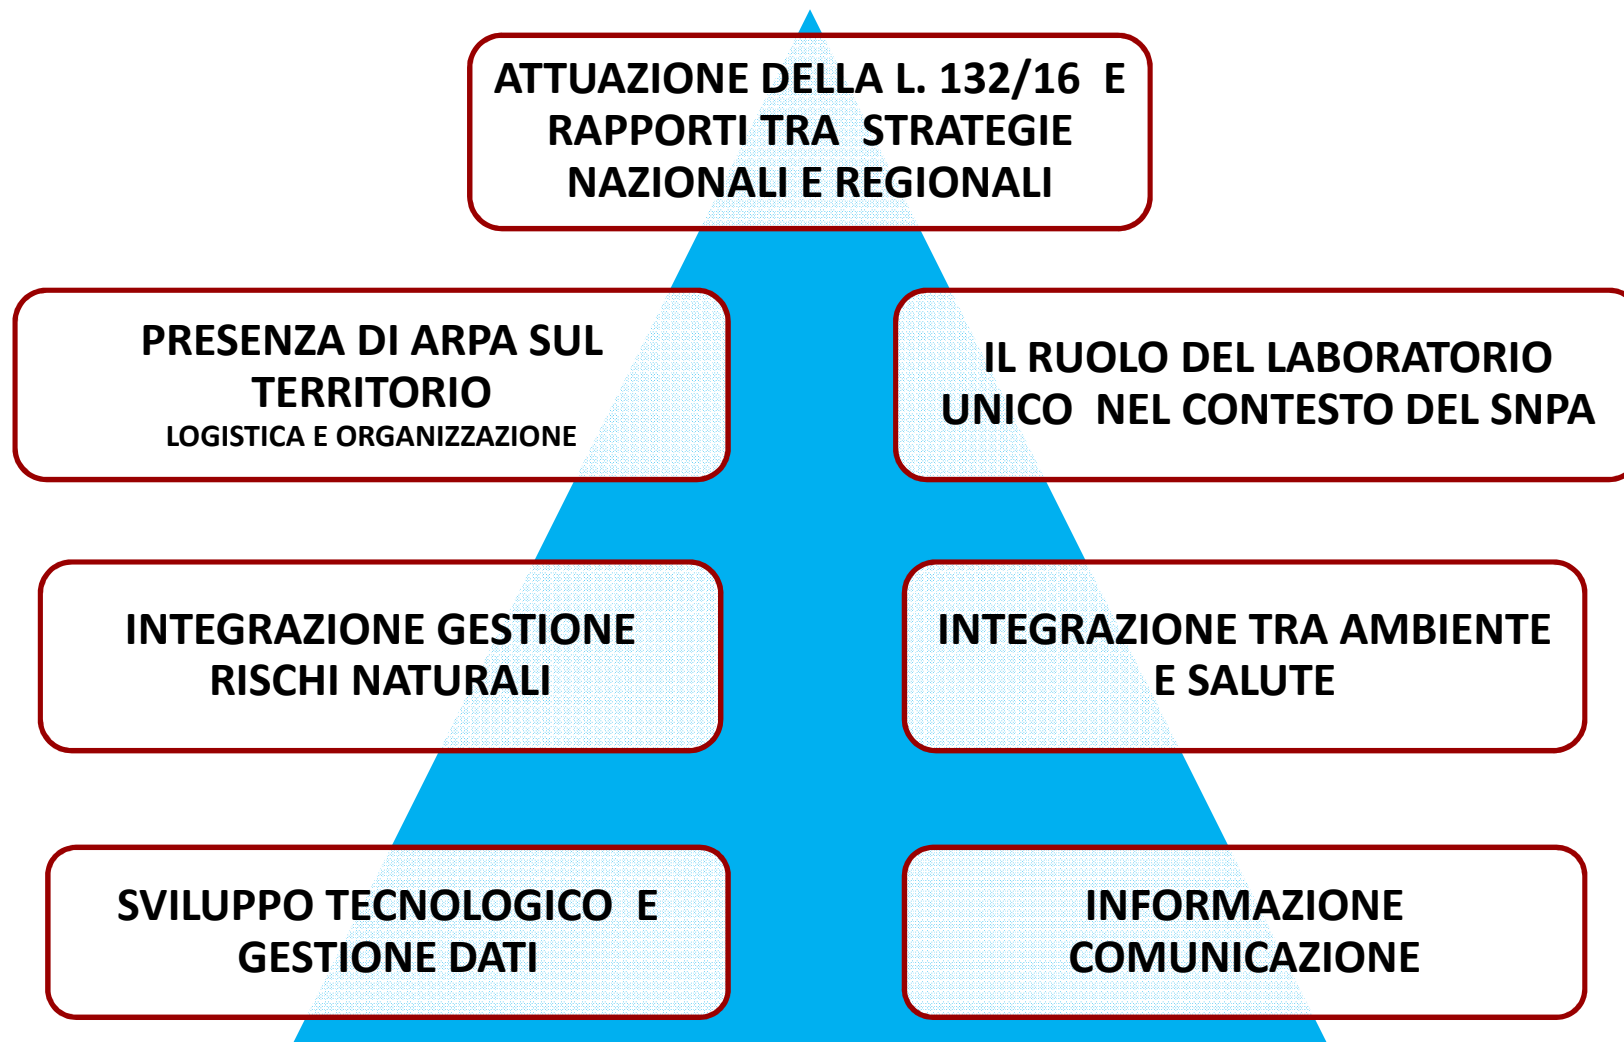 ATTUAZIONE DELLA L. 132/16 E
RAPPORTI TRA STRATEGIE
NAZIONALI E REGIONALI
PRESENZA DI ARPA SUL
TERRITORIO
LOGISTICA E ORGANIZZAZIONE
IL RUOLO DEL LABORATORIO
UNICO NEL CONTESTO DEL SNPA
INTEGRAZIONE GESTIONE
RISCHI NATURALI
INTEGRAZIONE TRA AMBIENTE
E SALUTE
SVILUPPO TECNOLOGICO E
GESTIONE DATI
INFORMAZIONE
COMUNICAZIONE